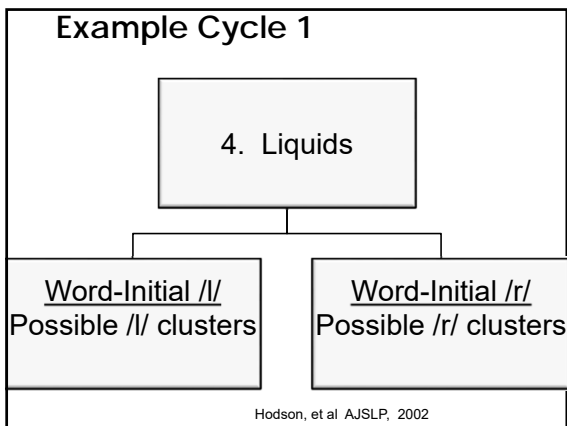 Example Cycle 1
4. Liquids
Word-Initial /l/
Possible /l/ clusters
Word-Initial /r/
Possible /r/ clusters
Hodson, et al AJSLP, 2002